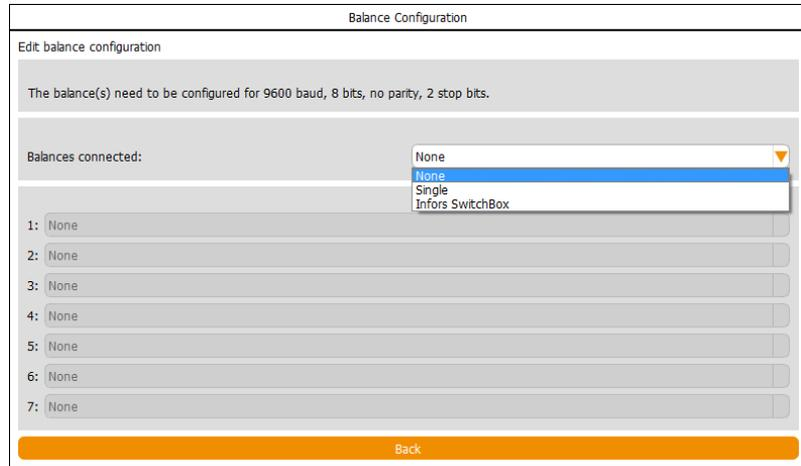 Balance Configuration
Edit balance configuration
The balance(s) need to be configured for 9600 baud, 8 bits, no parity, 2 stop bits.
Balances connected: None
None
Single
Infors SwitchBox
1: None
2: None
3: None
4: None
5: None
6: None
7: None
Back